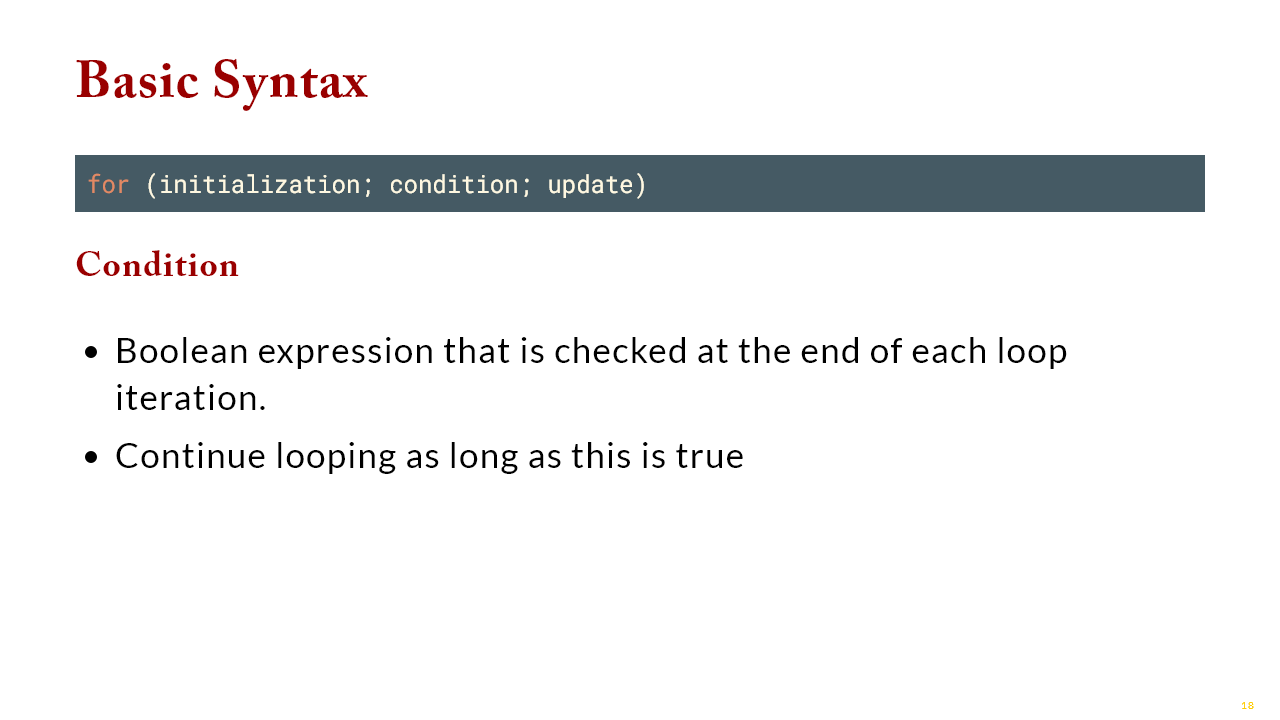 Basic Syntax
for (initialization; condition; update)
Condition
• Boolean expression that is checked at the end of each loop
iteration.
• Continue looping as long as this is true
18